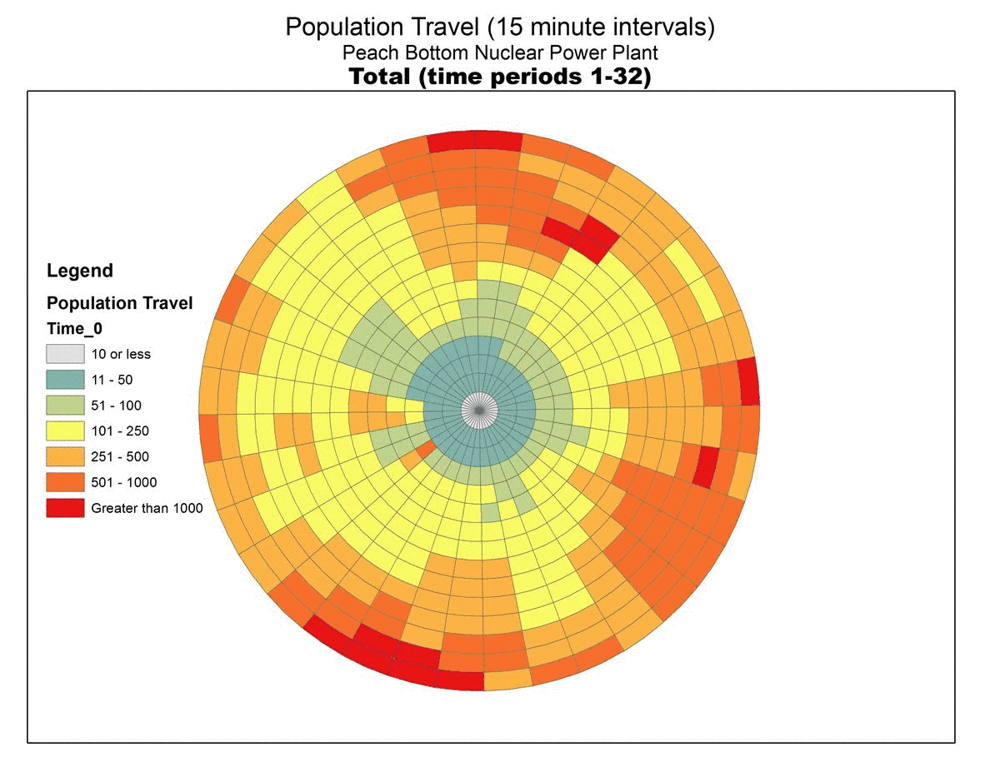 Population Travel (15 minute intervals)
Peach Bottom Nuclear Power Plant
Total (time periods 1-32)
Legend
Population Travel
Time_0
10 or less
11 - 50
51 - 100
101 - 250
251 - 500
501 - 1000
Greater than 1000